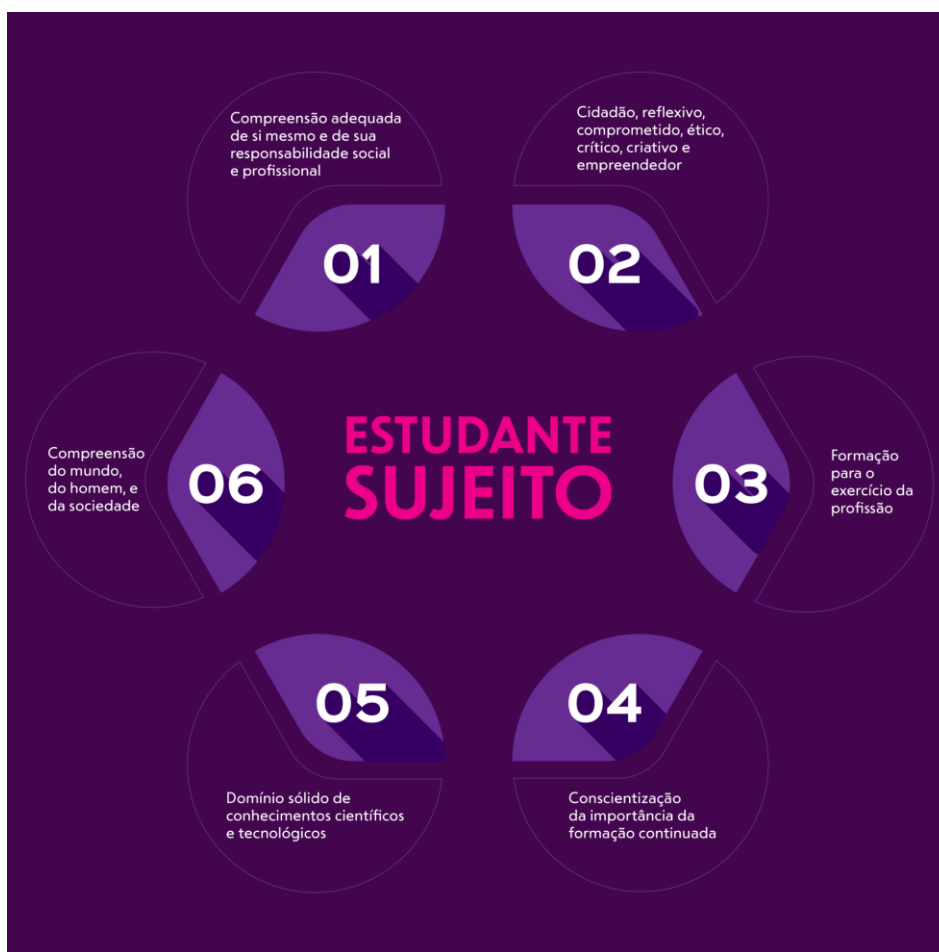 Compreensão adequada
de si mesmo e de sua
responsabilidade social
e profissional
01
Cidadão, reflexivo,
comprometido, ético,
crítico, criativo e
empreendedor
02
ESTUDANTE
SUJEITO
03
Formação
para o
exercício da
profissão
04
Conscientização
da importância da
formação continuada
05
Domínio sólido de
conhecimentos científicos
e tecnológicos
06
Compreensão
do mundo,
do homem, e
da sociedade